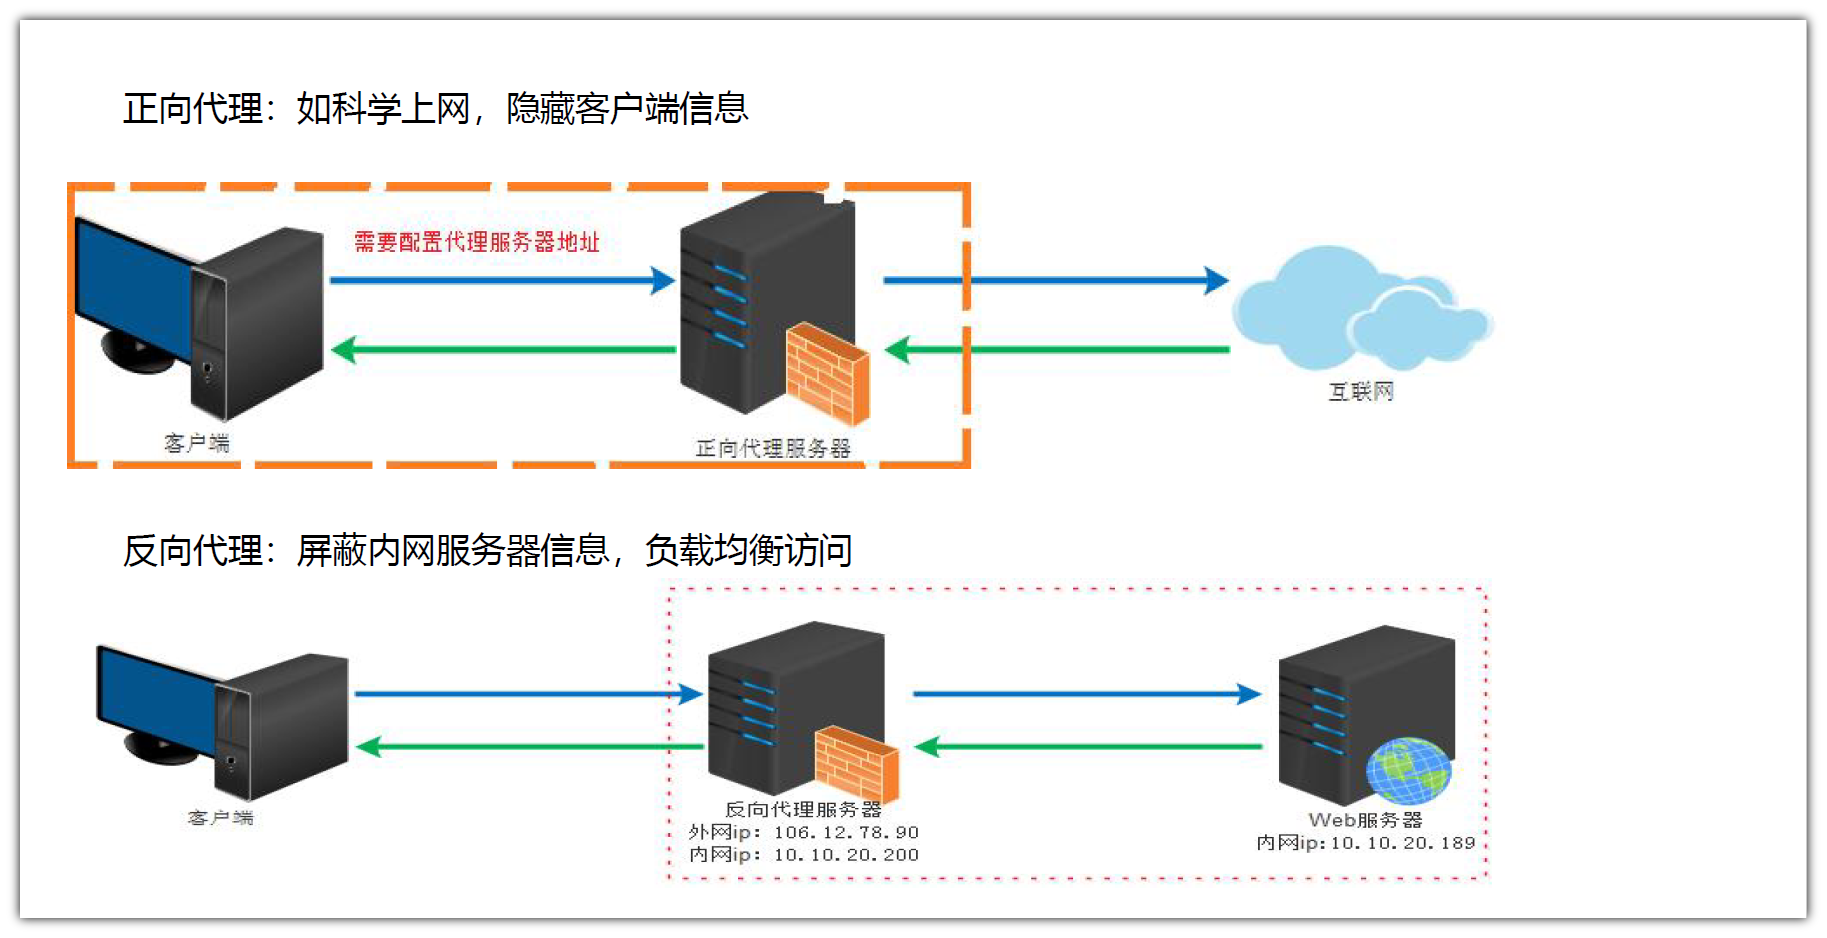 正向代理：如科学上网，隐藏客户端信息
需要配置代理服务器地址
互联网
客户端
正向代理服务器
反向代理：屏蔽内网服务器信息，负载均衡访问
客户端
反向代理服务器
外网ip：106.12.78.90
内网ip：10.10.20.200
Web服务器
内网ip:10.10.20.189